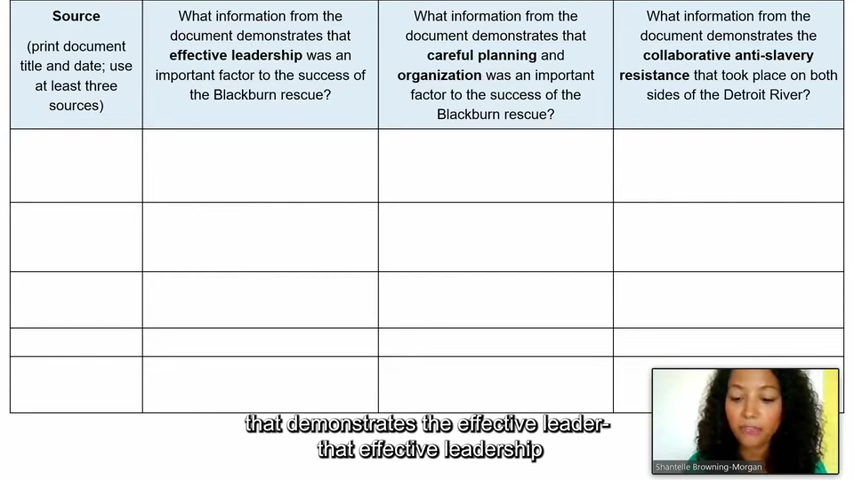 Source
(print document
title and date; use
at least three
sources)
What information from the
document demonstrates that
effective leadership was an
important factor to the success of
the Blackburn rescue?
What information from the
document demonstrates that
careful planning and
organization was an important
factor to the success of the
Blackburn rescue?
What information from the
document demonstrates the
collaborative anti-slavery
resistance that took place on both
sides of the Detroit River?
that demonstrates the effective leader-
that effective leadership
Shantelle Browning-Morgan